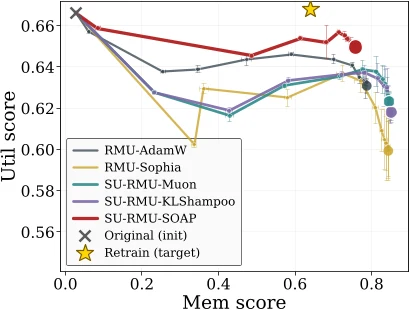 0.66
0.64
0.62
0.60
0.58
0.56
Util score
RMU-AdamW
RMU-Sophia
SU-RMU-Muon
SU-RMU-KLShampoo
SU-RMU-SOAP
Original (init)
Retrain (target)
0.0 0.2 0.4 0.6 0.8
Mem score